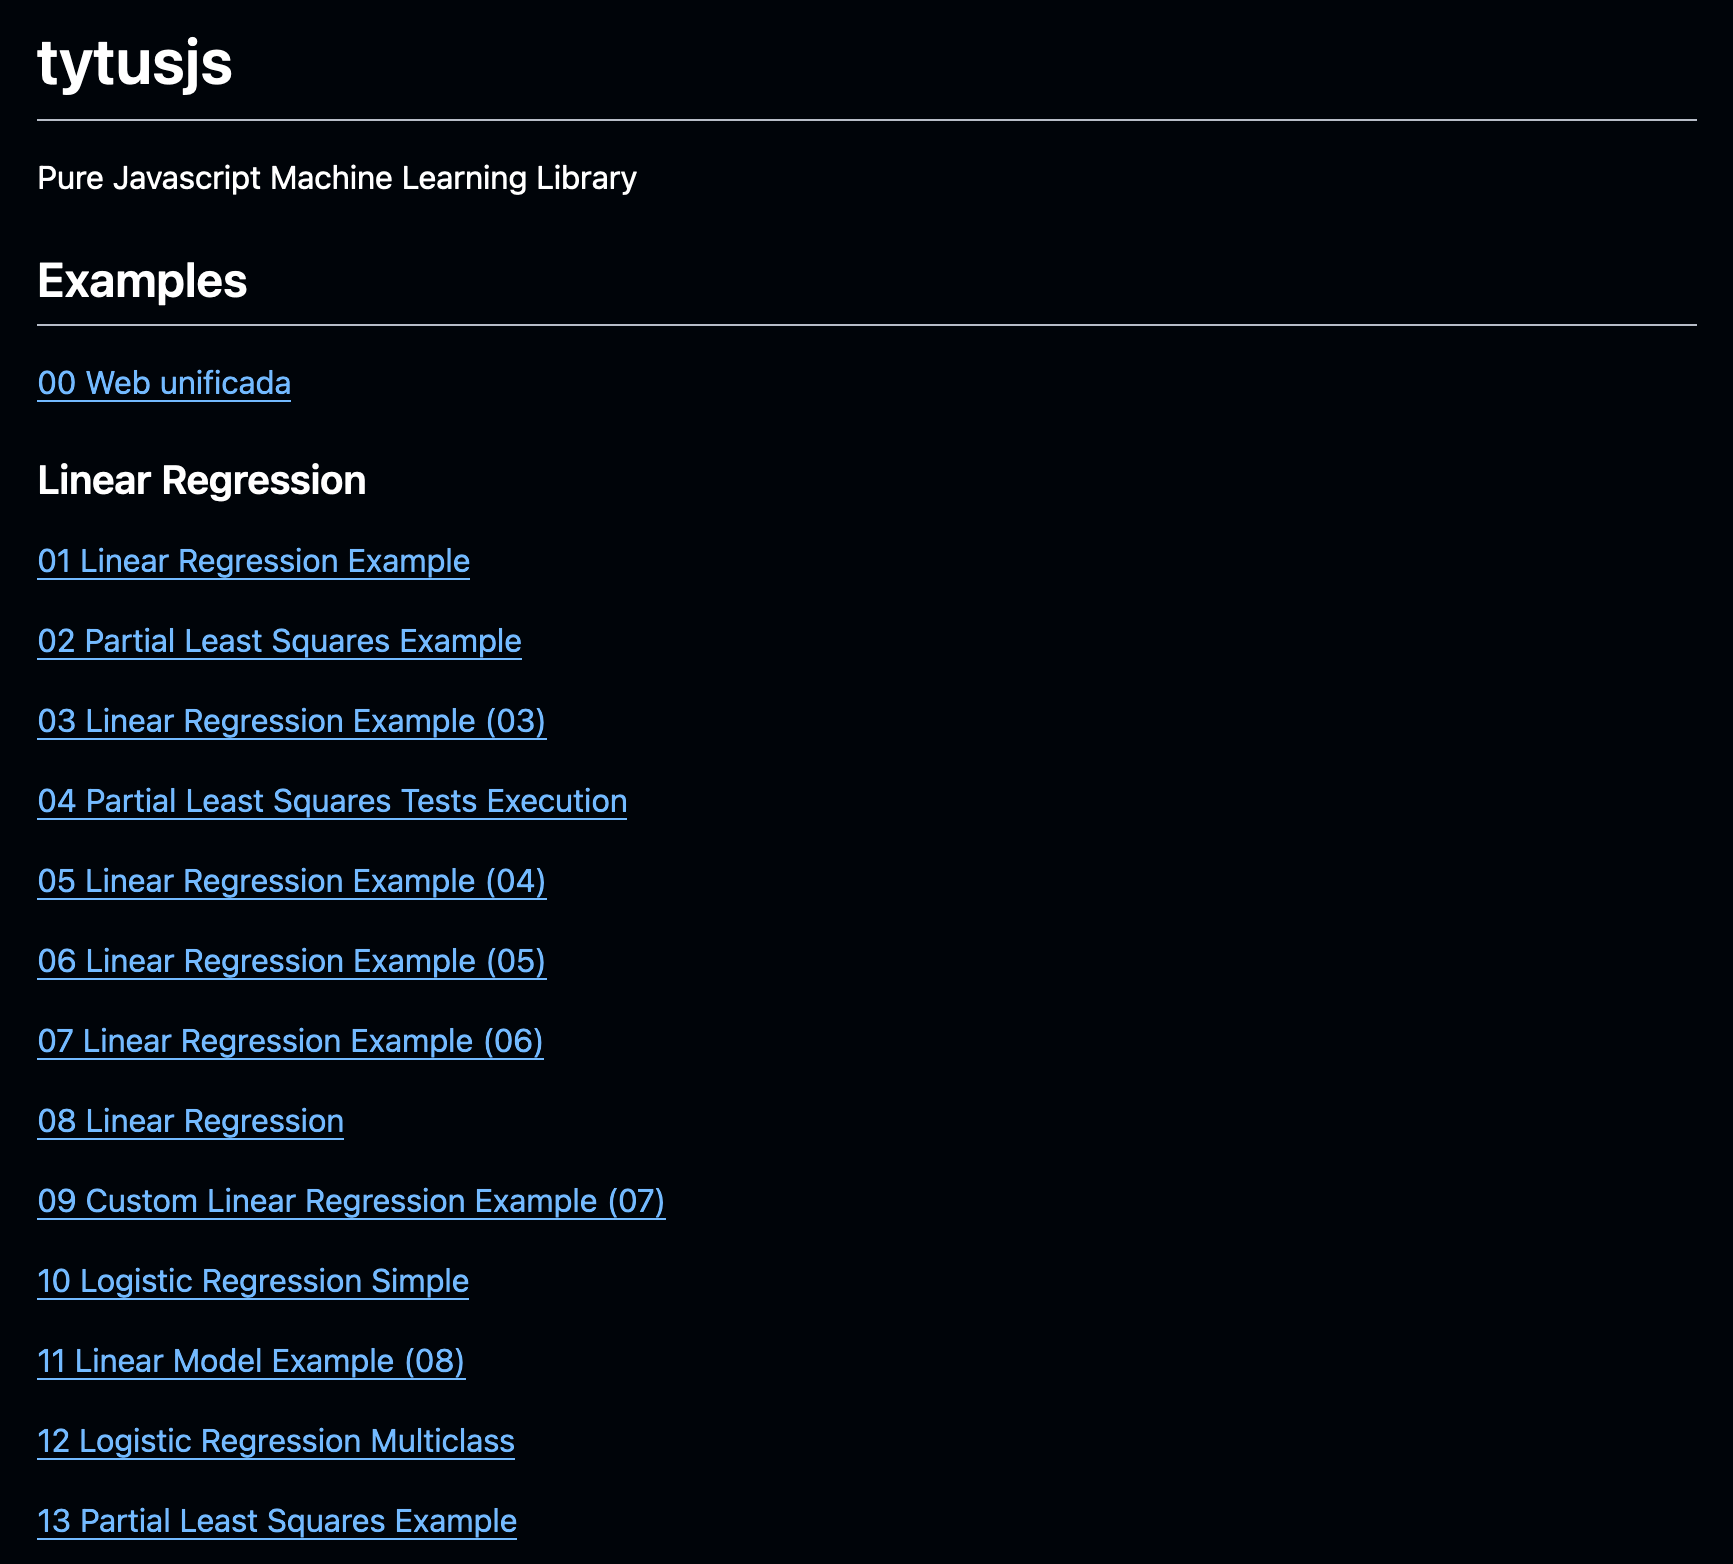 tytusjs
Pure Javascript Machine Learning Library
Examples
00 Web unificada
Linear Regression
01 Linear Regression Example
02 Partial Least Squares Example
03 Linear Regression Example (03)
04 Partial Least Squares Tests Execution
05 Linear Regression Example (04)
06 Linear Regression Example (05)
07 Linear Regression Example (06)
08 Linear Regression
09 Custom Linear Regression Example (07)
10 Logistic Regression Simple
11 Linear Model Example (08)
12 Logistic Regression Multiclass
13 Partial Least Squares Example